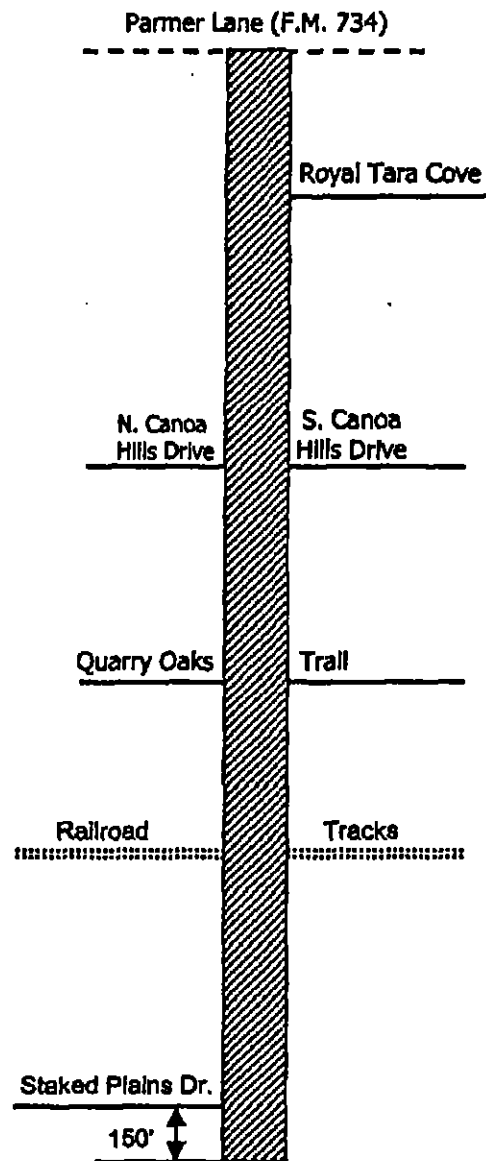 Parmer Lane (F.M. 734)
Royal Tara Cove
N. Canoa
Hills Drive
S. Canoa
Hills Drive
Quarry Oaks Trail
Railroad Tracks
Staked Plains Dr.
150'